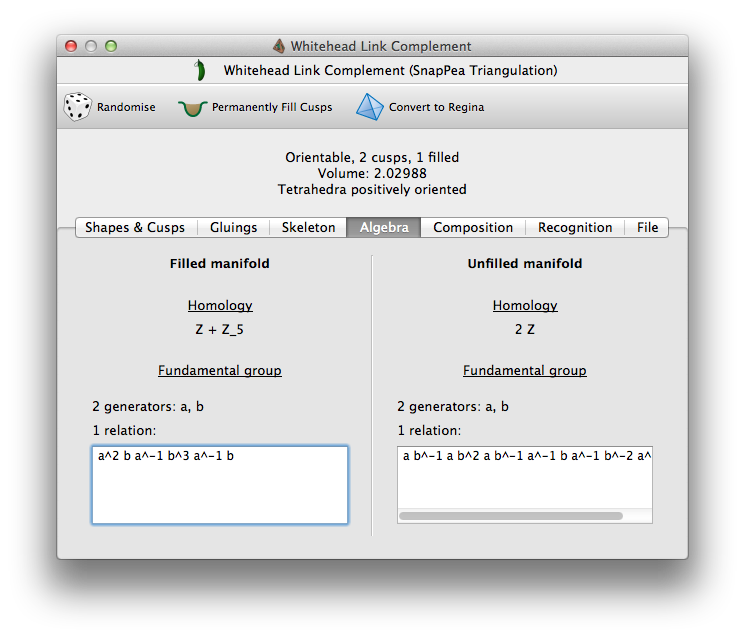 Whitehead Link Complement
Whitehead Link Complement (SnapPea Triangulation)
Randomise Permanently Fill Cusps Convert to Regina
Orientable, 2 cusps, 1 filled
Volume: 2.02988
Tetrahedra positively oriented
Shapes & Cusps Gluings Skeleton Algebra Composition Recognition File
Filled manifold
Homology
Z + Z_5
Fundamental group
2 generators: a, b
1 relation:
a^2 b a^-1 b^3 a^-1 b
Unfilled manifold
Homology
2 Z
Fundamental group
2 generators: a, b
1 relation:
a b^-1 a b^2 a b^-1 a^-1 b a^-1 b^-2 a^